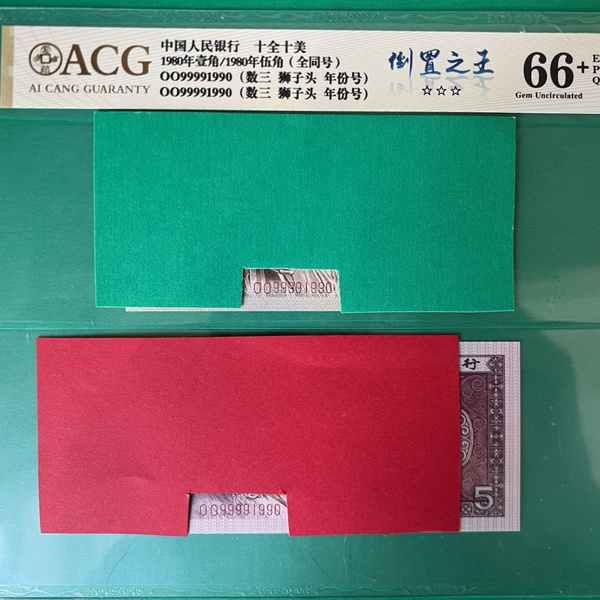 ACG
AI CANG GUARANTY
中国人民银行 十全十美
1980年壹角/1980年伍角（全同号）
OO99991990（数三 狮子头 年份号）
OO99991990（数三 狮子头 年份号）
倒置之王
☆☆☆
66+
Gem Uncirculated
E
P
Q
行
5